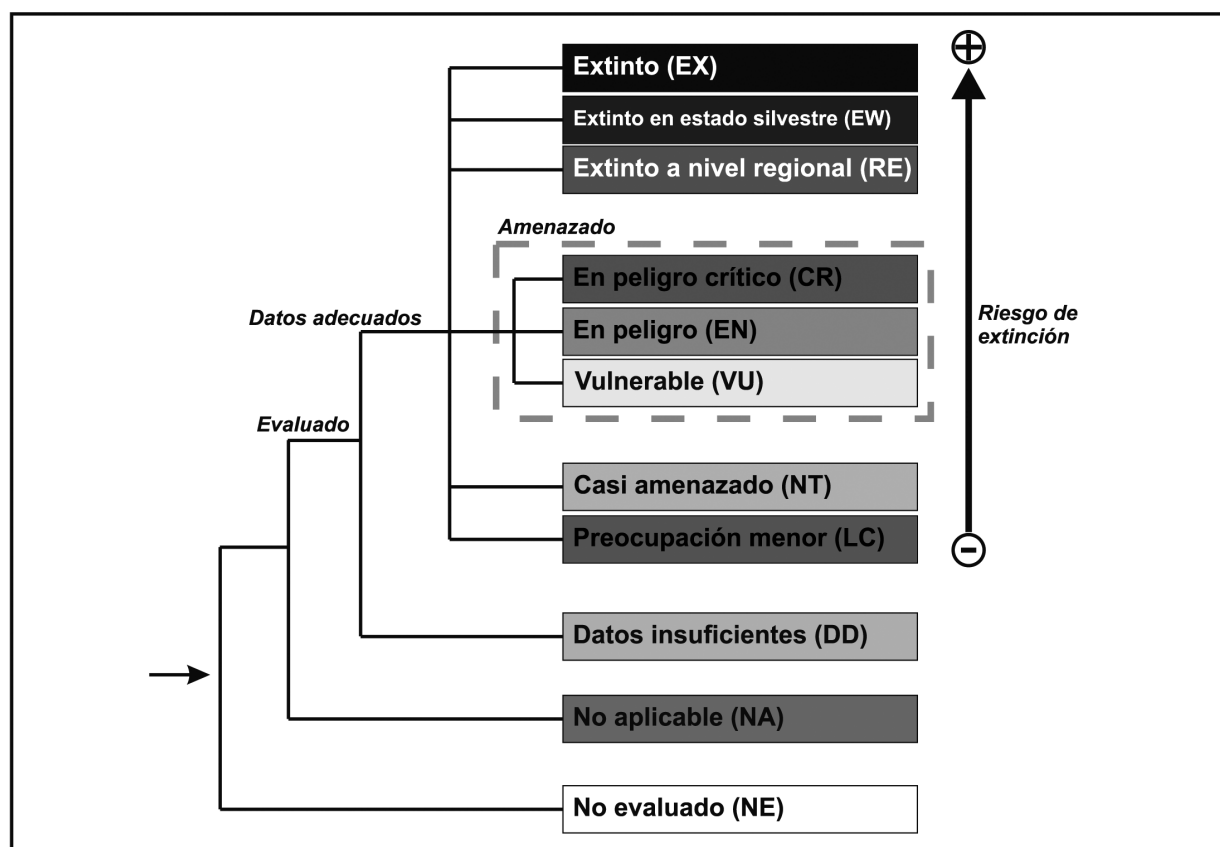 Extinto (EX)
Extinto en estado silvestre (EW)
Extinto a nivel regional (RE)
Amenazado
En peligro crítico (CR)
En peligro (EN)
Vulnerable (VU)
Datos adecuados
Riesgo de
extinción
Evaluado
Casi amenazado (NT)
Preocupación menor (LC)
Datos insuficientes (DD)
No aplicable (NA)
No evaluado (NE)